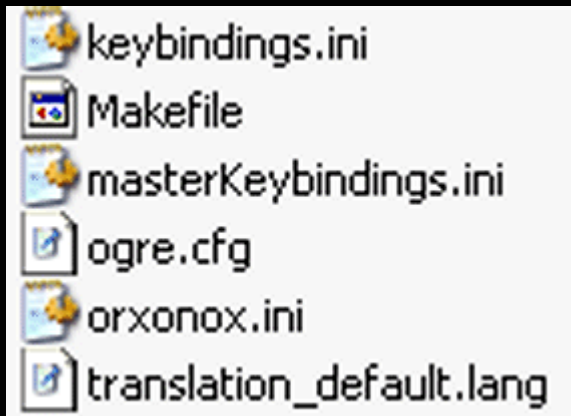 keybindings.ini
Makefile
masterKeybindings.ini
ogre.cfg
orxonox.ini
translation_default.lang